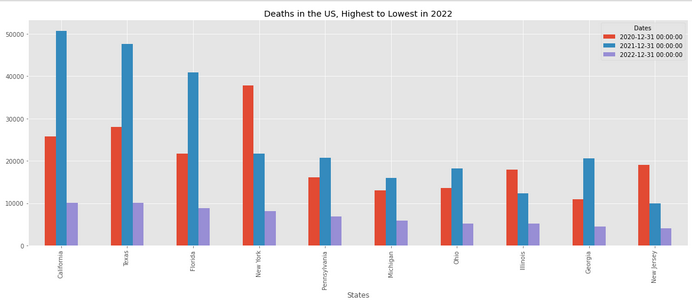 Deaths in the US, Highest to Lowest in 2022
Dates
2020-12-31 00:00:00
2021-12-31 00:00:00
2022-12-31 00:00:00
50000
40000
30000
20000
10000
0
California
Texas
Florida
New York
Pennsylvania
Michigan
Ohio
Illinois
Georgia
New Jersey
States